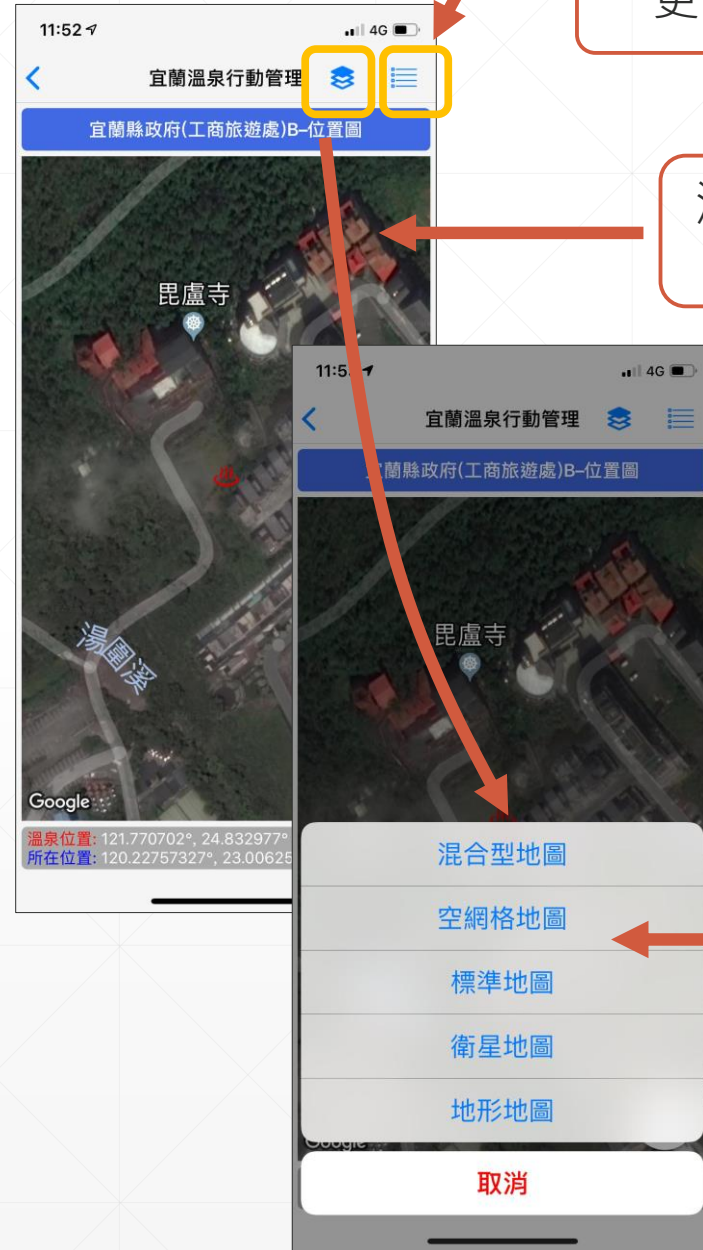 更
11:52
4G
宜蘭溫泉行動管理
宜蘭縣政府(工商旅遊處)B–位置圖
毘盧寺
湯圍溪
Google
溫泉位置: 121.770702°, 24.832977°
所在位置: 120.22757327°, 23.00625
11:5
4G
宜蘭溫泉行動管理
蘭縣政府(工商旅遊處)B–位置圖
毘盧寺
混合型地圖
空網格地圖
標準地圖
衛星地圖
地形地圖
Google
取消